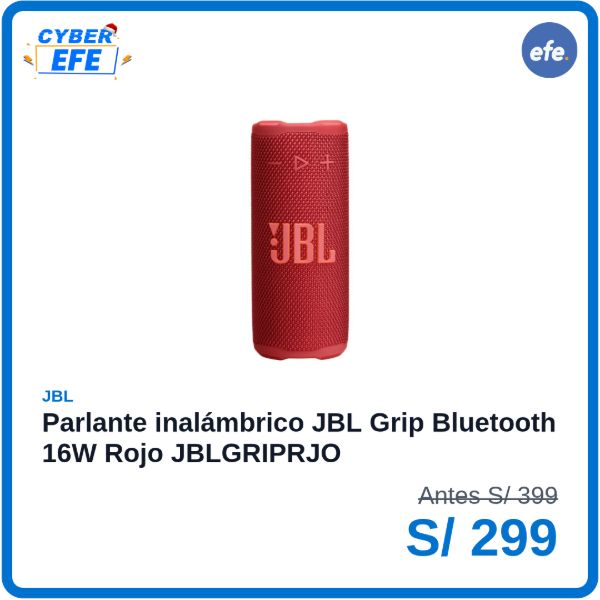 CYBER
EFE
efe.
JBL
JBL
Parlante inalámbrico JBL Grip Bluetooth
16W Rojo JBLGRIPRJO
Antes S/ 399
S/ 299